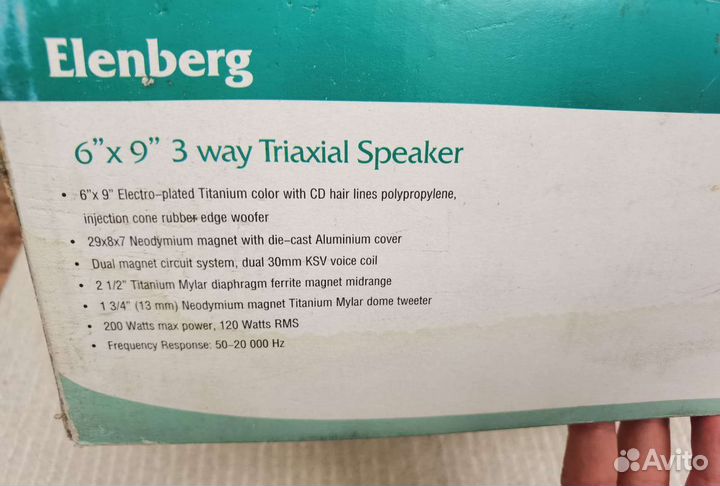 Elenberg
6”x 9” 3 way Triaxial Speaker
• 6”x 9” Electro-plated Titanium color with CD hair lines polypropylene,
injection cone rubber edge woofer
• 29x8x7 Neodymium magnet with die-cast Aluminium cover
• Dual magnet circuit system, dual 30mm KSV voice coil
• 2 1/2” Titanium Mylar diaphragm ferrite magnet midrange
• 1 3/4” (13 mm) Neodymium magnet Titanium Mylar dome tweeter
• 200 Watts max power, 120 Watts RMS
• Frequency Response: 50-20 000 Hz
Avito